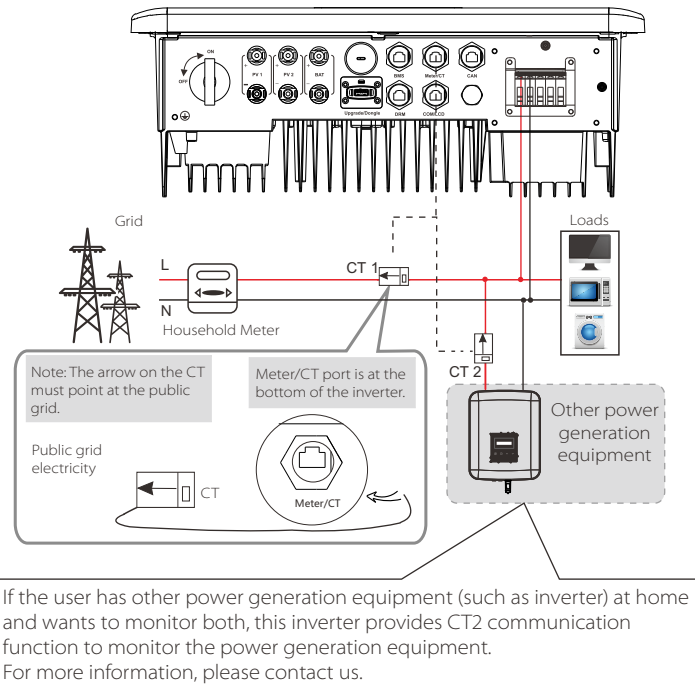 ON
OFF
PV 1
PV 2
BAT
Upgrade/Dongle
BMS
Meter/CT
CAN
DRM
COM/LCD
+
+
+
Grid
Loads
L
CT 1
N
Household Meter
CT 2
Note: The arrow on the CT
must point at the public
grid.
Meter/CT port is at the
bottom of the inverter.
Public grid
electricity
CT
Meter/CT
Other power
generation
equipment
If the user has other power generation equipment (such as inverter) at home
and wants to monitor both, this inverter provides CT2 communication
function to monitor the power generation equipment.
For more information, please contact us.